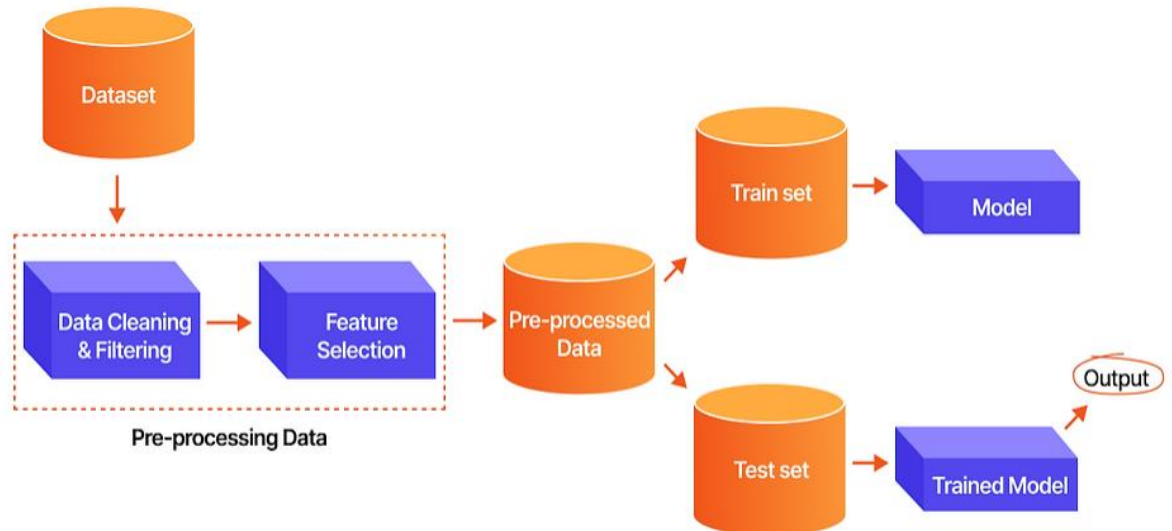 Dataset
Data Cleaning
& Filtering
Feature
Selection
Pre-processing Data
Pre-processed
Data
Train set
Model
Test set
Trained Model
Output